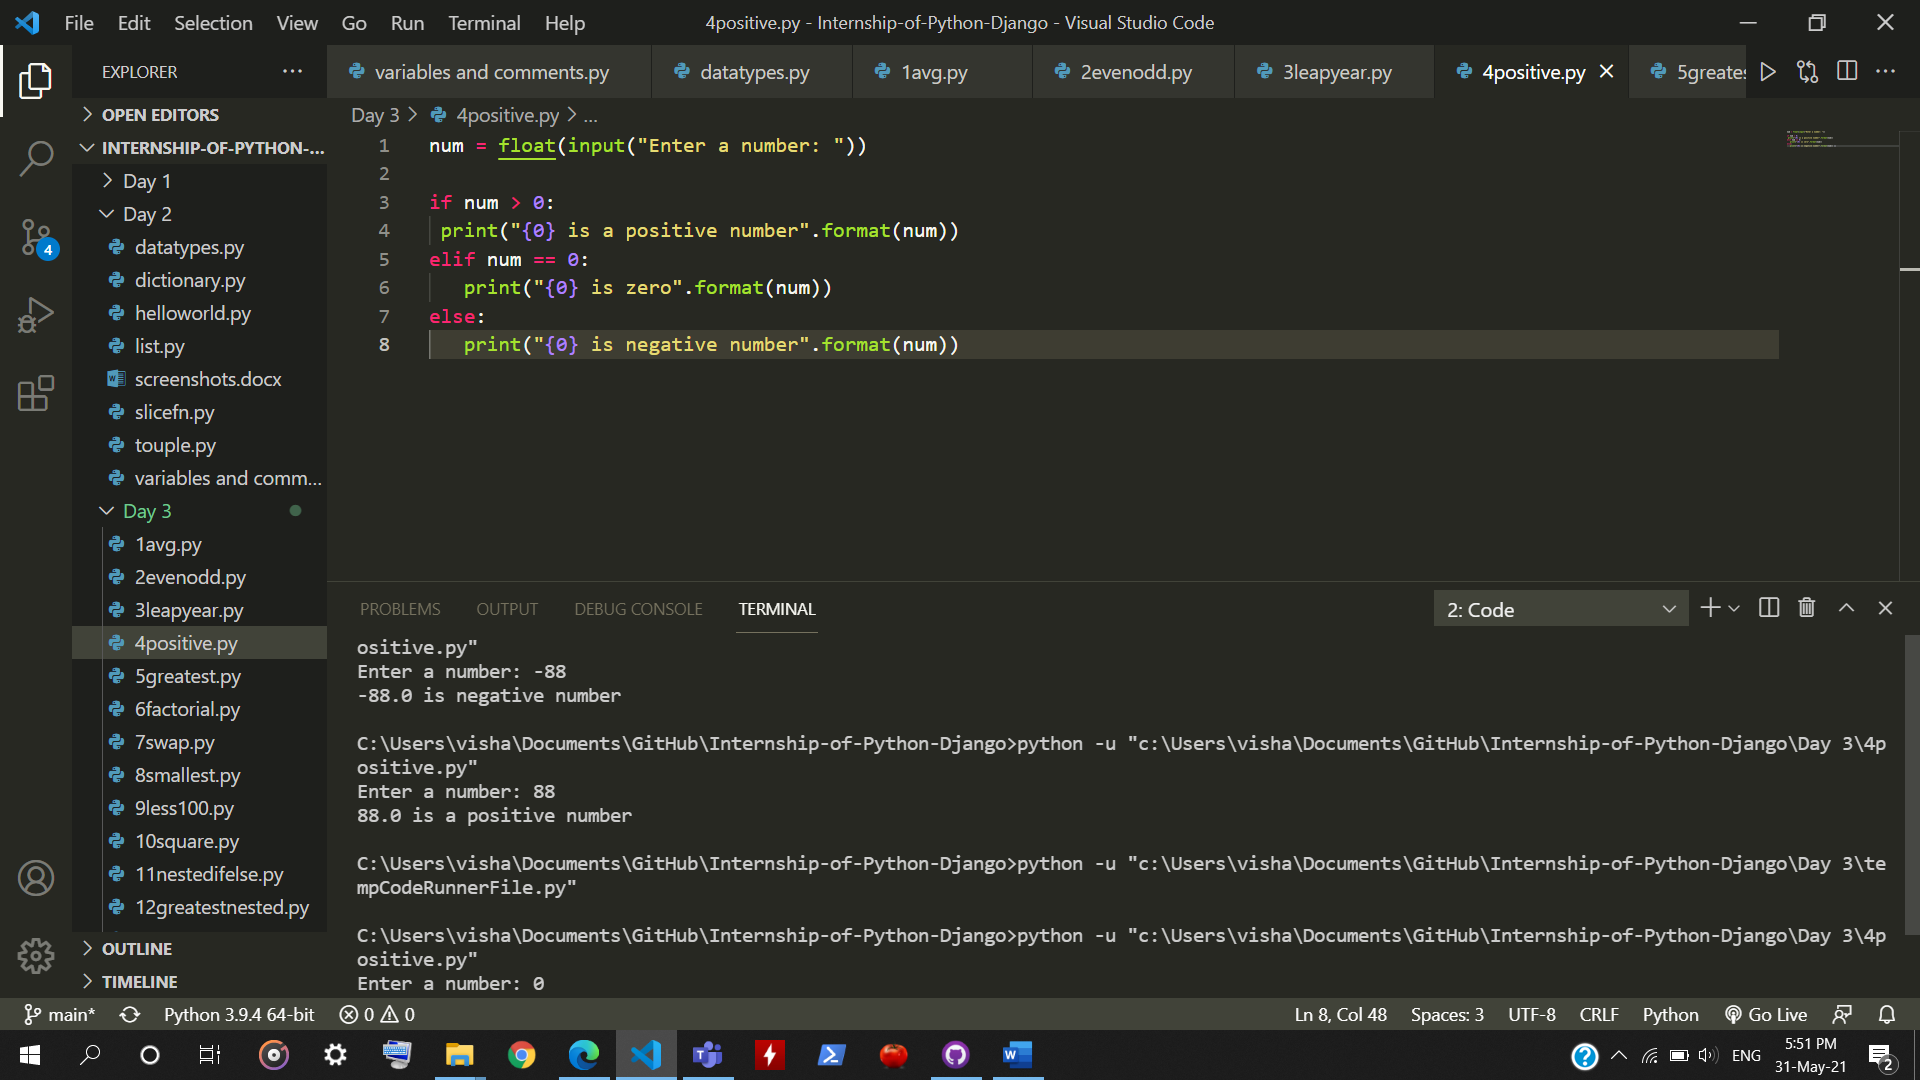 File Edit Selection View Go Run Terminal Help
4positive.py - Internship-of-Python-Django - Visual Studio Code
EXPLORER
variables and comments.py
datatypes.py
1avg.py
2evenodd.py
3leapyear.py
4positive.py
5greates
OPEN EDITORS
INTERNSHIP-OF-PYTHON-...
Day 1
Day 2
datatypes.py
dictionary.py
helloworld.py
list.py
screenshots.docx
slicefn.py
touple.py
variables and comm...
Day 3
1avg.py
2evenodd.py
3leapyear.py
4positive.py
5greatest.py
6factorial.py
7swap.py
8smallest.py
9less100.py
10square.py
11nestedifelse.py
12greatestnested.py
OUTLINE
TIMELINE
4
Day 3 > 4positive.py > ...
1 num = float(input("Enter a number: "))
2
3 if num > 0:
4  print("{0} is a positive number".format(num))
5 elif num == 0:
6    print("{0} is zero".format(num))
7 else:
8    print("{0} is negative number".format(num))
PROBLEMS OUTPUT DEBUG CONSOLE TERMINAL
2: Code
ositive.py"
Enter a number: -88
-88.0 is negative number
C:\Users\visha\Documents\GitHub\Internship-of-Python-Django>python -u "c:\Users\visha\Documents\GitHub\Internship-of-Python-Django\Day 3\4p
ositive.py"
Enter a number: 88
88.0 is a positive number
C:\Users\visha\Documents\GitHub\Internship-of-Python-Django>python -u "c:\Users\visha\Documents\GitHub\Internship-of-Python-Django\Day 3\te
mpCodeRunnerFile.py"
C:\Users\visha\Documents\GitHub\Internship-of-Python-Django>python -u "c:\Users\visha\Documents\GitHub\Internship-of-Python-Django\Day 3\4p
ositive.py"
Enter a number: 0
main* Python 3.9.4 64-bit 0 0
Ln 8, Col 48 Spaces: 3 UTF-8 CRLF Python Go Live
ENG
5:51 PM
31-May-21
2